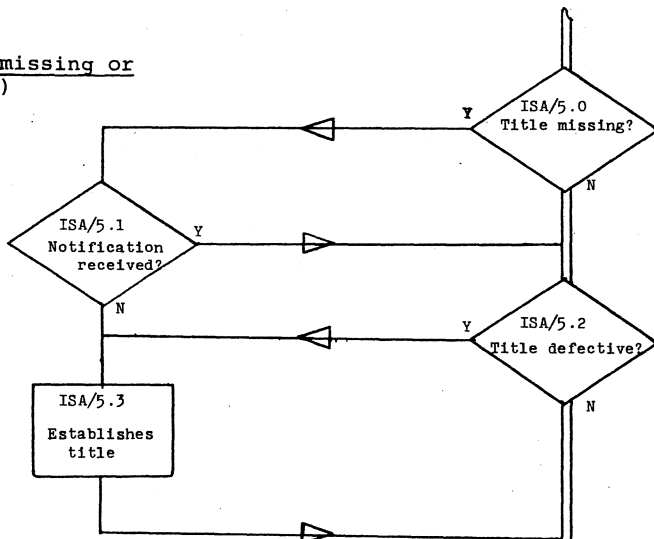 missing or
)
ISA/5.0
Title missing?
Y
N
ISA/5.1
Notification
received?
Y
N
ISA/5.2
Title defective?
Y
N
ISA/5.3
Establishes
title